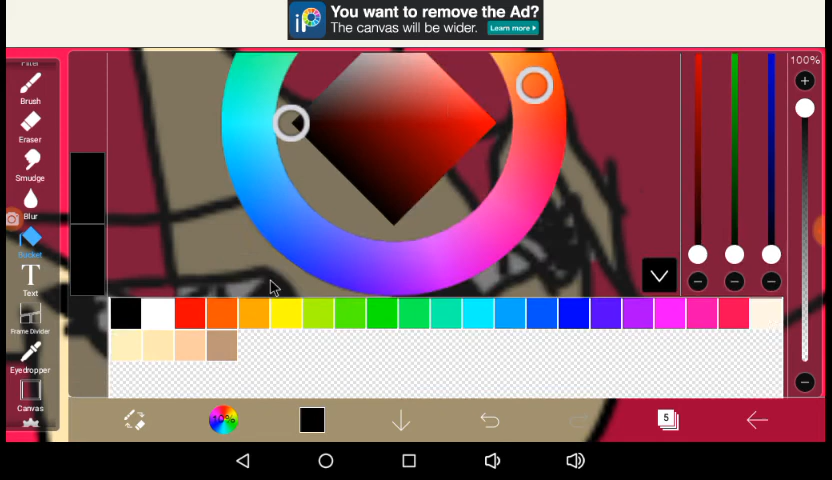 You want to remove the Ad?
The canvas will be wider.
Learn more
100%
Brush
Eraser
Smudge
Blur
Bucket
T
Text
Frame Divider
Eyedropper
Canvas
10%
5